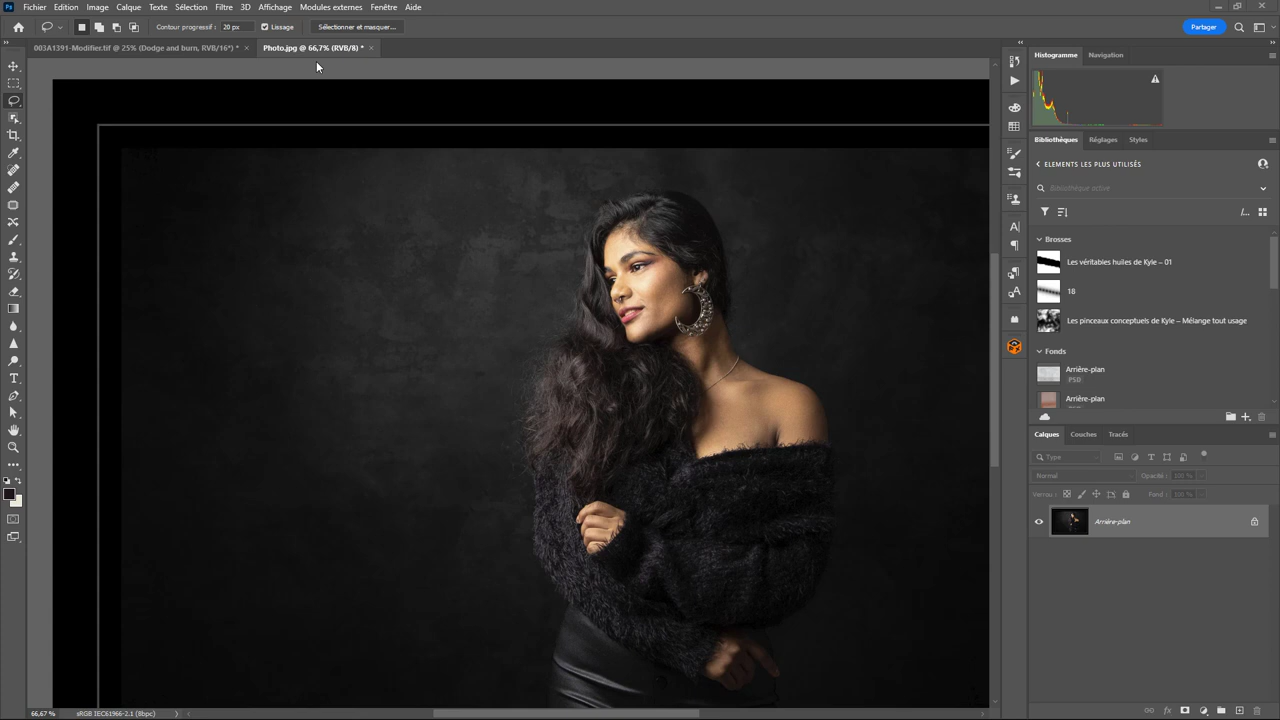 Ps Fichier Edition Image Calque Texte Sélection Filtre 3D Affichage Modules externes Fenêtre Aide
Contour progressif : 20 px Lissage Sélectionner et masquer... Partager
003A1391-Modifier.tif @ 25% (Dodge and burn, RVB/16*) * × Photo.jpg @ 66,7% (RVB/8) * ×
Histogramme Navigation
Bibliothèques Réglages Styles
ELEMENTS LES PLUS UTILISÉS
Bibliothèque active
Brosses
Les véritables huiles de Kyle – 01
18
Les pinceaux conceptuels de Kyle – Mélange tout usage
Fonds
Arrière-plan
PSD
Arrière-plan
Calques Couches Tracés
Type
Normal Opacité : 100 %
Verrou : Fond : 100 %
Arrière-plan
66,67 % sRGB IEC61966-2.1 (8bpc)